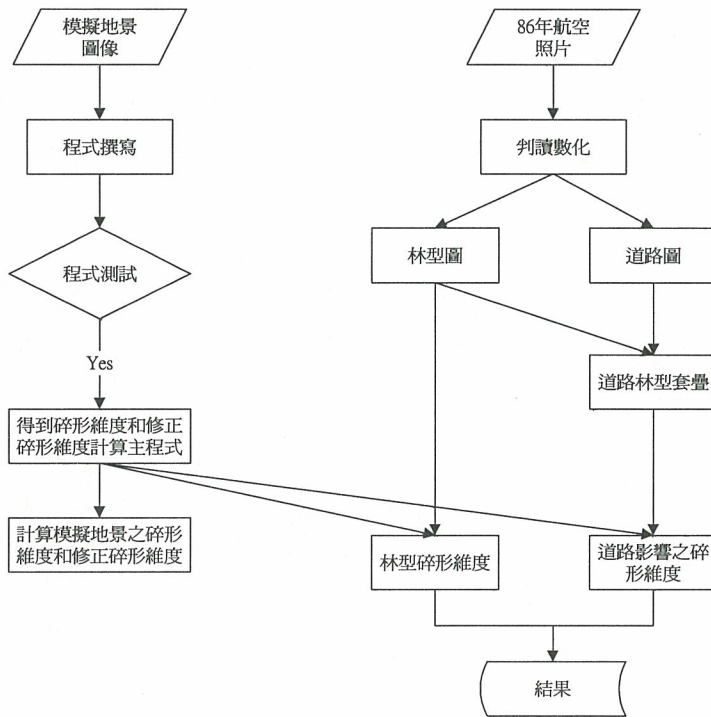 模擬地景
圖像
86年航空
照片
程式撰寫
判讀數化
林型圖
道路圖
程式測試
Yes
道路林型套疊
得到碎形維度和修正
碎形維度計算主程式
計算模擬地景之碎形
維度和修正碎形維度
林型碎形維度
道路影響之碎
形維度
結果